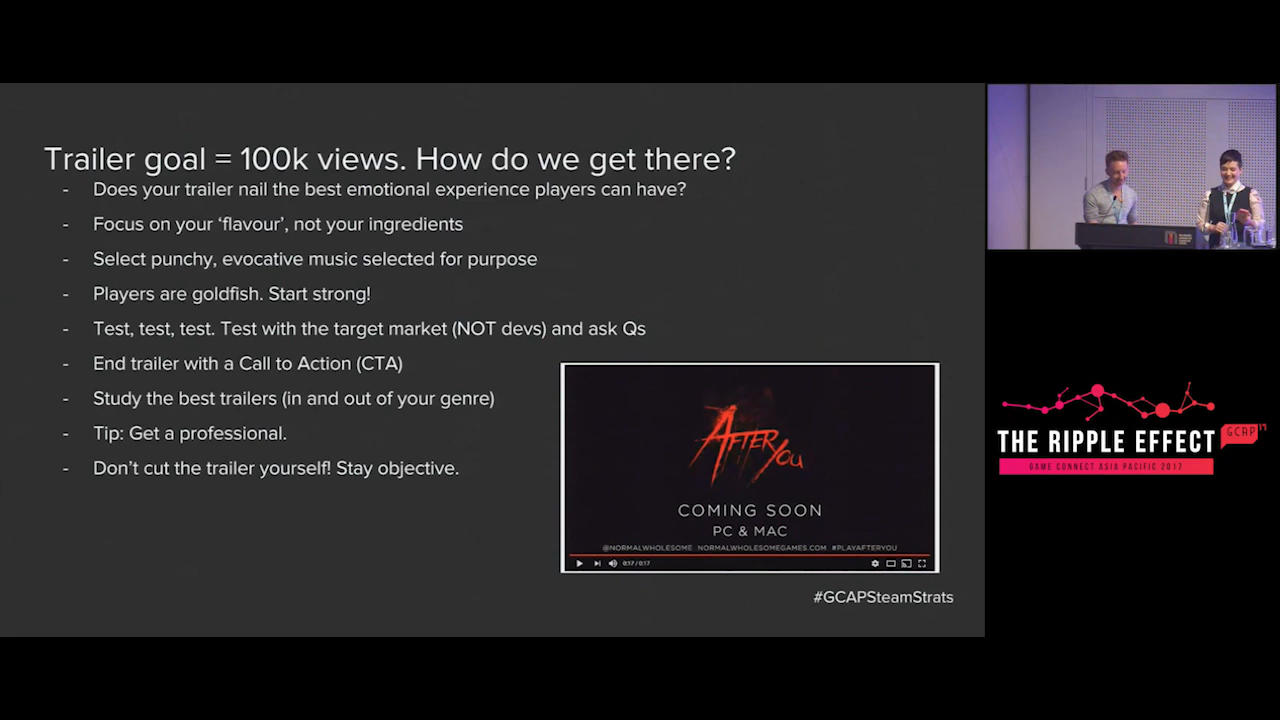 Trailer goal = 100k views. How do we get there?
- Does your trailer nail the best emotional experience players can have?
- Focus on your ‘flavour’, not your ingredients
- Select punchy, evocative music selected for purpose
- Players are goldfish. Start strong!
- Test, test, test. Test with the target market (NOT devs) and ask Qs
- End trailer with a Call to Action (CTA)
- Study the best trailers (in and out of your genre)
- Tip: Get a professional.
- Don’t cut the trailer yourself! Stay objective.
AFTER YOU
COMING SOON
PC & MAC
@NORMALWHOLESOME NORMALWHOLESOMEGAMES.COM #PLAYAFTERYOU
0:17 / 0:17
#GCAPSteamStrats
THE RIPPLE EFFECT
GCAP 17
GAME CONNECT ASIA PACIFIC 2017